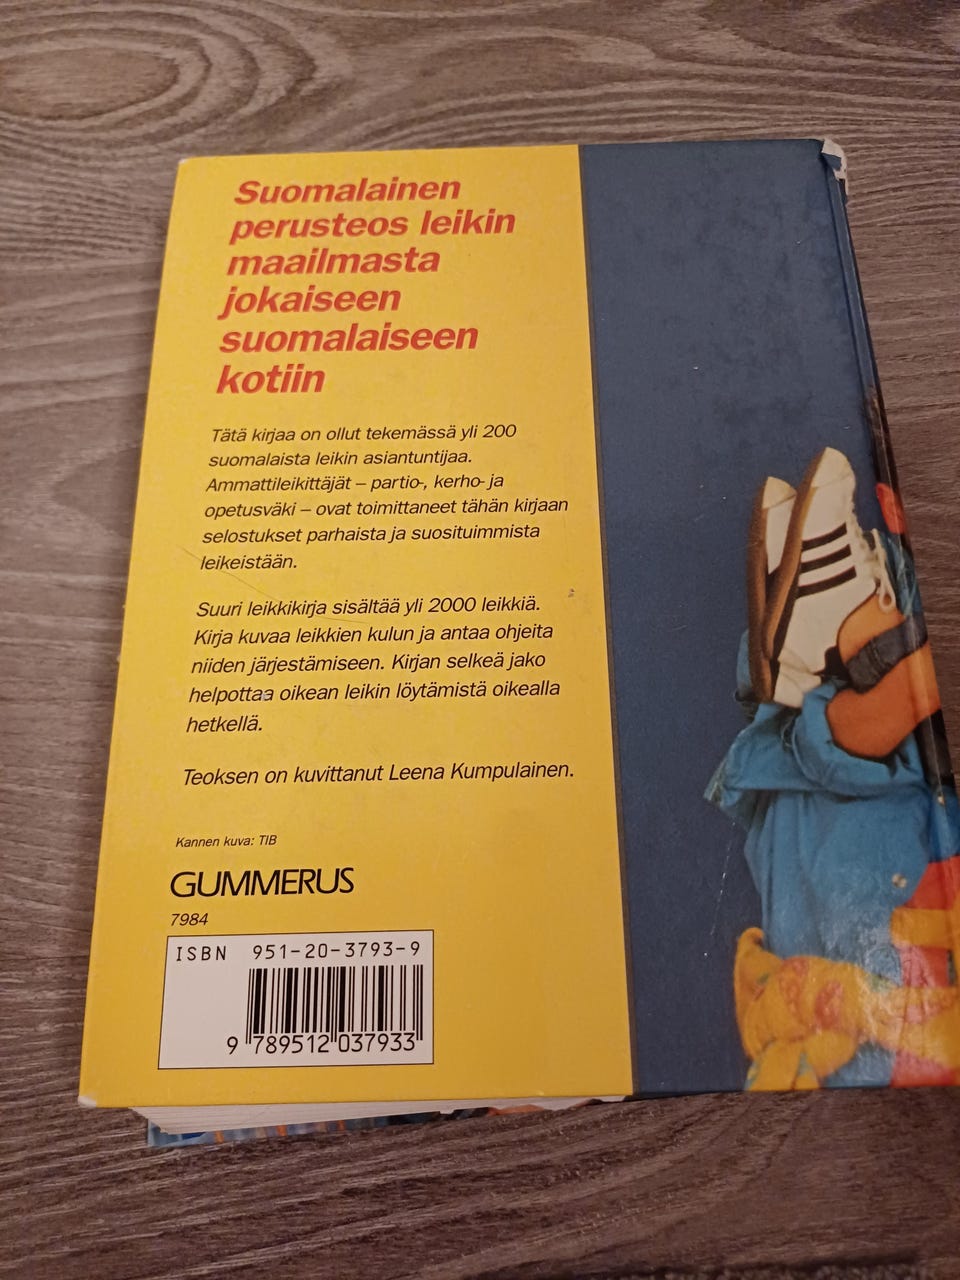 Suomalainen
perusteos leikin
maailmasta
jokaiseen
suomalaiseen
kotiin
Tätä kirjaa on ollut tekemässä yli 200
suomalaista leikin asiantuntijaa.
Ammattileikittäjät – partio-, kerho- ja
opetusväki – ovat toimittaneet tähän kirjaan
selostukset parhaista ja suosituimmista
leikeistään.
Suuri leikkikirja sisältää yli 2000 leikkiä.
Kirja kuvaa leikkien kulun ja antaa ohjeita
niiden järjestämiseen. Kirjan selkeä jako
helpottaa oikean leikin löytämistä oikealla
hetkellä.
Teoksen on kuvittanut Leena Kumpulainen.
Kannen kuva: TIB
GUMMERUS
7984
ISBN 951-20-3793-9
9 789512 037933